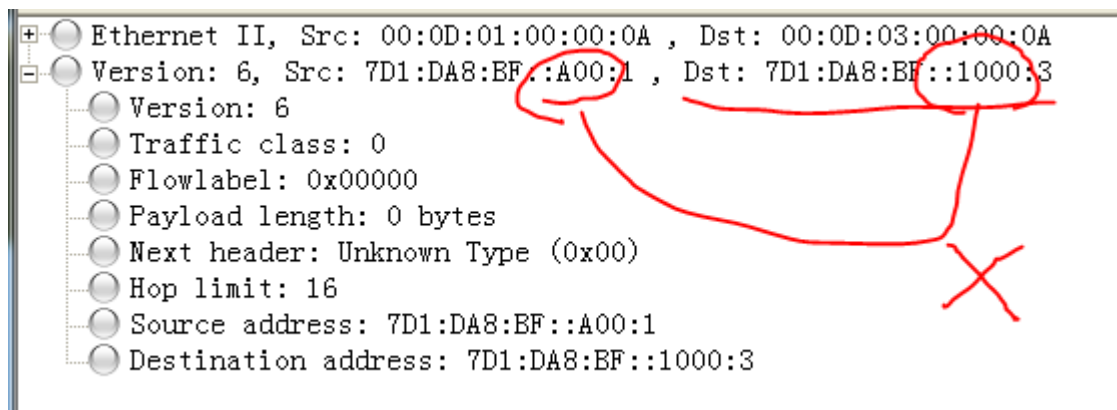 Ethernet II, Src: 00:0D:01:00:00:0A , Dst: 00:0D:03:00:00:0A
Version: 6, Src: 7D1:DA8:BF::A00:1 , Dst: 7D1:DA8:BF::1000:3
Version: 6
Traffic class: 0
Flowlabel: 0x00000
Payload length: 0 bytes
Next header: Unknown Type (0x00)
Hop limit: 16
Source address: 7D1:DA8:BF::A00:1
Destination address: 7D1:DA8:BF::1000:3